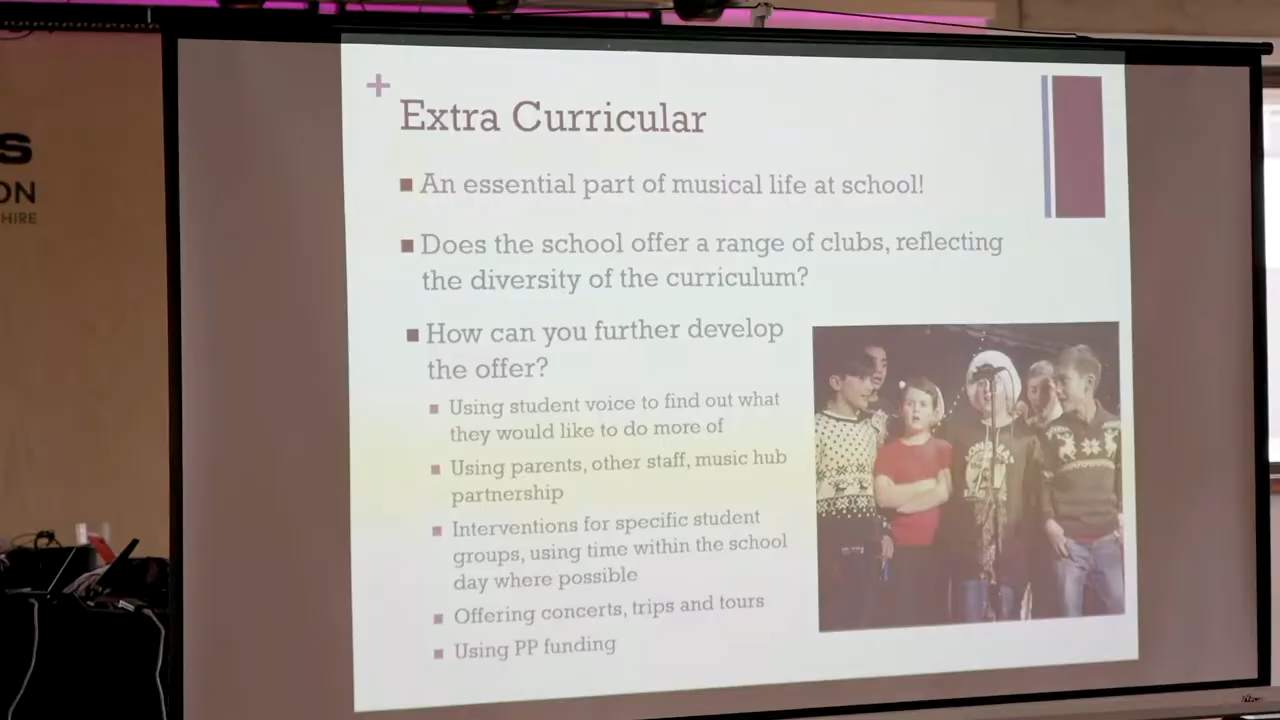 S
ON
HIRE
+
Extra Curricular
An essential part of musical life at school!
Does the school offer a range of clubs, reflecting
the diversity of the curriculum?
How can you further develop
the offer?
Using student voice to find out what
they would like to do more of
Using parents, other staff, music hub
partnership
Interventions for specific student
groups, using time within the school
day where possible
Offering concerts, trips and tours
Using PP funding